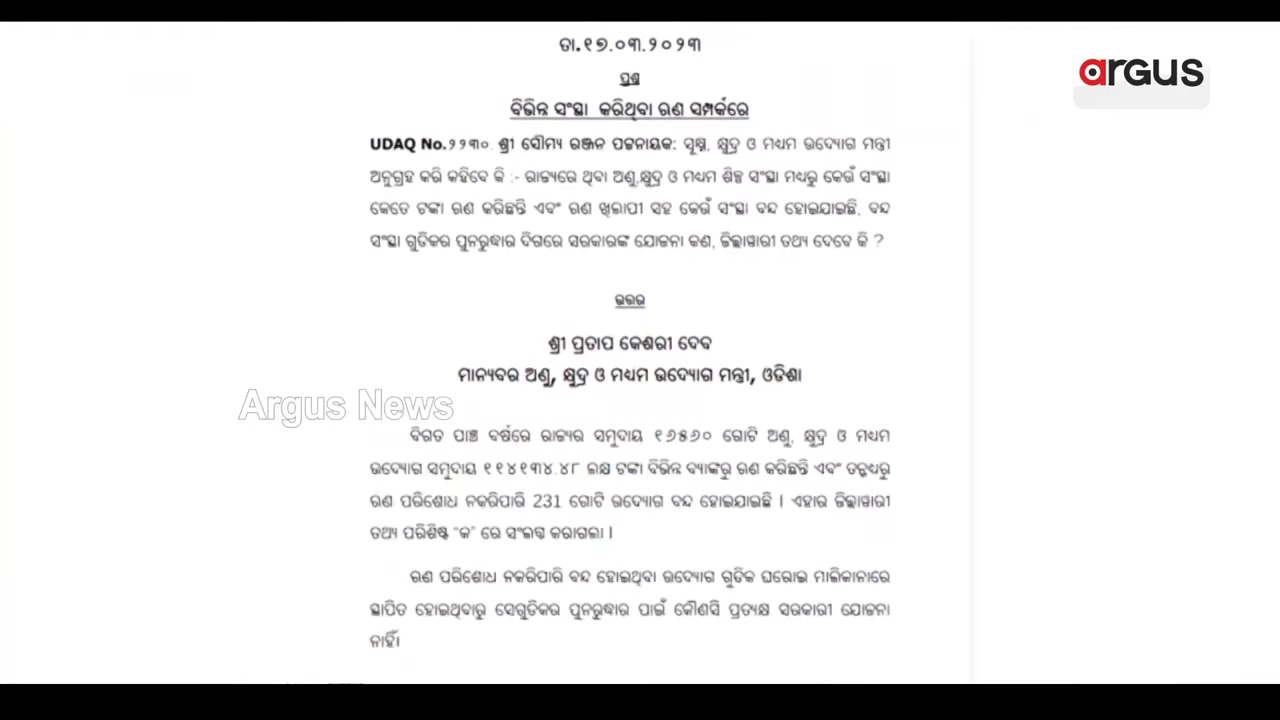 ତା.୧୭.୦୩.୨୦୨୩
argus
ପ୍ରଶ୍ନ
ବିଭିନ୍ନ ସଂସ୍ଥା କରିଥିବା ଋଣ ସମ୍ପର୍କରେ
UDAQ No.୨୨୩୦. ଶ୍ରୀ ସୌମ୍ୟ ରଞ୍ଜନ ପଟ୍ଟନାୟକ: ସୂକ୍ଷ୍ମ, କ୍ଷୁଦ୍ର ଓ ମଧ୍ୟମ ଉଦ୍ୟୋଗ ମନ୍ତ୍ରୀ
ଅନୁଗ୍ରହ କରି କହିବେ କି :- ରାଜ୍ୟରେ ଥିବା ଅଣୁ,କ୍ଷୁଦ୍ର ଓ ମଧ୍ୟମ ଶିଳ୍ପ ସଂସ୍ଥା ମଧ୍ୟରୁ କେଉଁ ସଂସ୍ଥା
କେତେ ଟଙ୍କା ଋଣ କରିଛନ୍ତି ଏବଂ ଋଣ ଖିଲାପୀ ସହ କେଉଁ ସଂସ୍ଥା ବନ୍ଦ ହୋଇଯାଇଛି, ବନ୍ଦ
ସଂସ୍ଥା ଗୁଡିକର ପୁନରୁଦ୍ଧାର ଦିଗରେ ସରକାରଙ୍କ ଯୋଜନା କଣ, ଜିଲ୍ଲାୱାରୀ ତଥ୍ୟ ଦେବେ କି ?
ଉତ୍ତର
ଶ୍ରୀ ପ୍ରତାପ କେଶରୀ ଦେବ
ମାନ୍ୟବର ଅଣୁ, କ୍ଷୁଦ୍ର ଓ ମଧ୍ୟମ ଉଦ୍ୟୋଗ ମନ୍ତ୍ରୀ, ଓଡିଶା
Argus News
ବିଗତ ପାଞ୍ଚ ବର୍ଷରେ ରାଜ୍ୟର ସମୁଦାୟ ୧୬୫୬୦ ଗୋଟି ଅଣୁ, କ୍ଷୁଦ୍ର ଓ ମଧ୍ୟମ
ଉଦ୍ୟୋଗ ସମୁଦାୟ ୧୧୪୧୩୪.୪୮ ଲକ୍ଷ ଟଙ୍କା ବିଭିନ୍ନ ବ୍ୟାଙ୍କରୁ ଋଣ କରିଛନ୍ତି ଏବଂ ତନ୍ମଧ୍ୟରୁ
ଋଣ ପରିଶୋଧ ନକରିପାରି 231 ଗୋଟି ଉଦ୍ୟୋଗ ବନ୍ଦ ହୋଇଯାଇଛି । ଏହାର ଜିଲ୍ଲାୱାରୀ
ତଥ୍ୟ ପରିଶିଷ୍ଟ "କ" ରେ ସଂଲଗ୍ନ କରାଗଲା ।
ଋଣ ପରିଶୋଧ ନକରିପାରି ବନ୍ଦ ହୋଇଥିବା ଉଦ୍ୟୋଗ ଗୁଡିକ ଘରୋଇ ମାଲିକାନାରେ
ସ୍ଥାପିତ ହୋଇଥିବାରୁ ସେଗୁଡିକର ପୁନରୁଦ୍ଧାର ପାଇଁ କୌଣସି ପ୍ରତ୍ୟକ୍ଷ ସରକାରୀ ଯୋଜନା
ନାହିଁ।